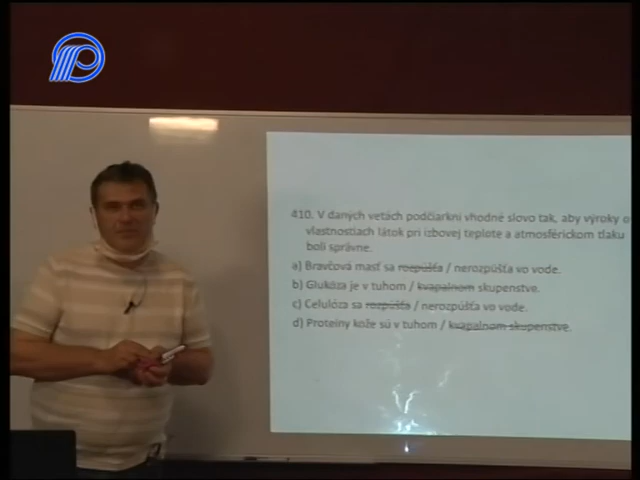 410. V daných vetách podčiarkni vhodné slovo tak, aby výroky o
vlastnostiach látok pri izbovej teplote a atmosférickom tlaku
boli správne.
a) Bravčová masť sa rozpúšťa / nerozpúšťa vo vode.
b) Glukóza je v tuhom / kvapalnom skupenstve.
c) Celulóza sa rozpúšťa / nerozpúšťa vo vode.
d) Proteíny kože sú v tuhom / kvapalnom skupenstve.